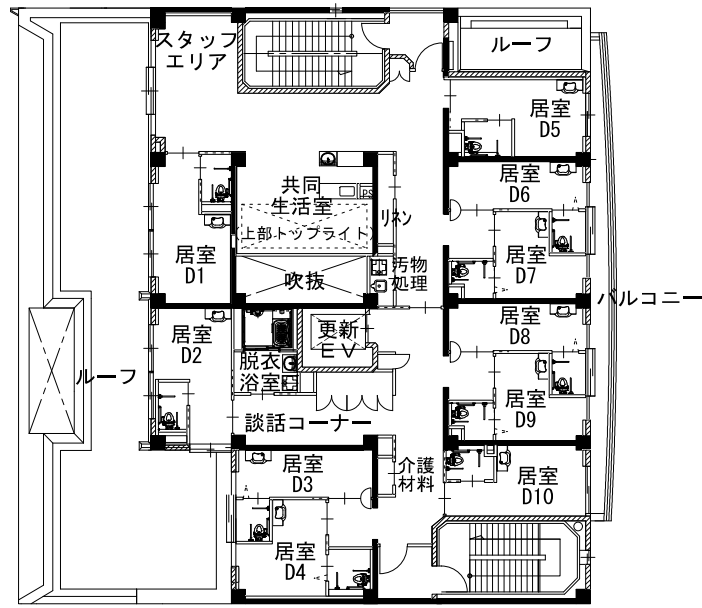 スタッフ
エリア
ルーフ
居室
D5
共同
生活室
PS
リネン
居室
D6
上部トップライト
居室
D1
居室
D7
吹抜
汚物
処理
バルコニー
居室
D2
更新
EV
居室
D8
ルーフ
脱衣
浴室
居室
D9
談話コーナー
居室
D3
介護
材料
居室
D10
居室
D4